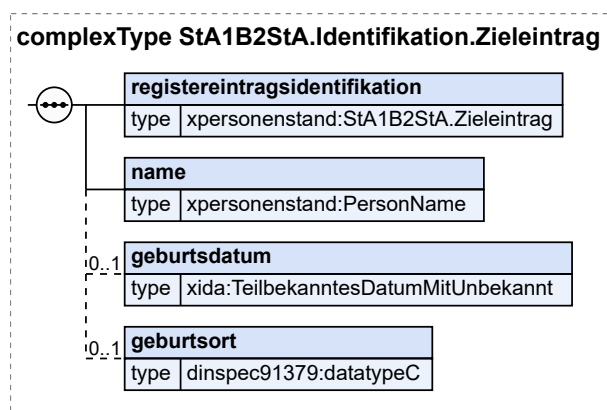 complexType StA1B2StA.Identifikation.Zieleintrag
registereintragsidentifikation
type xpersonenstand:StA1B2StA.Zieleintrag
name
type xpersonenstand:PersonName
0..1 geburtsdatum
type xida:TeilbekanntesDatumMitUnbekannt
0..1 geburtsort
type dinspec91379:datatypeC